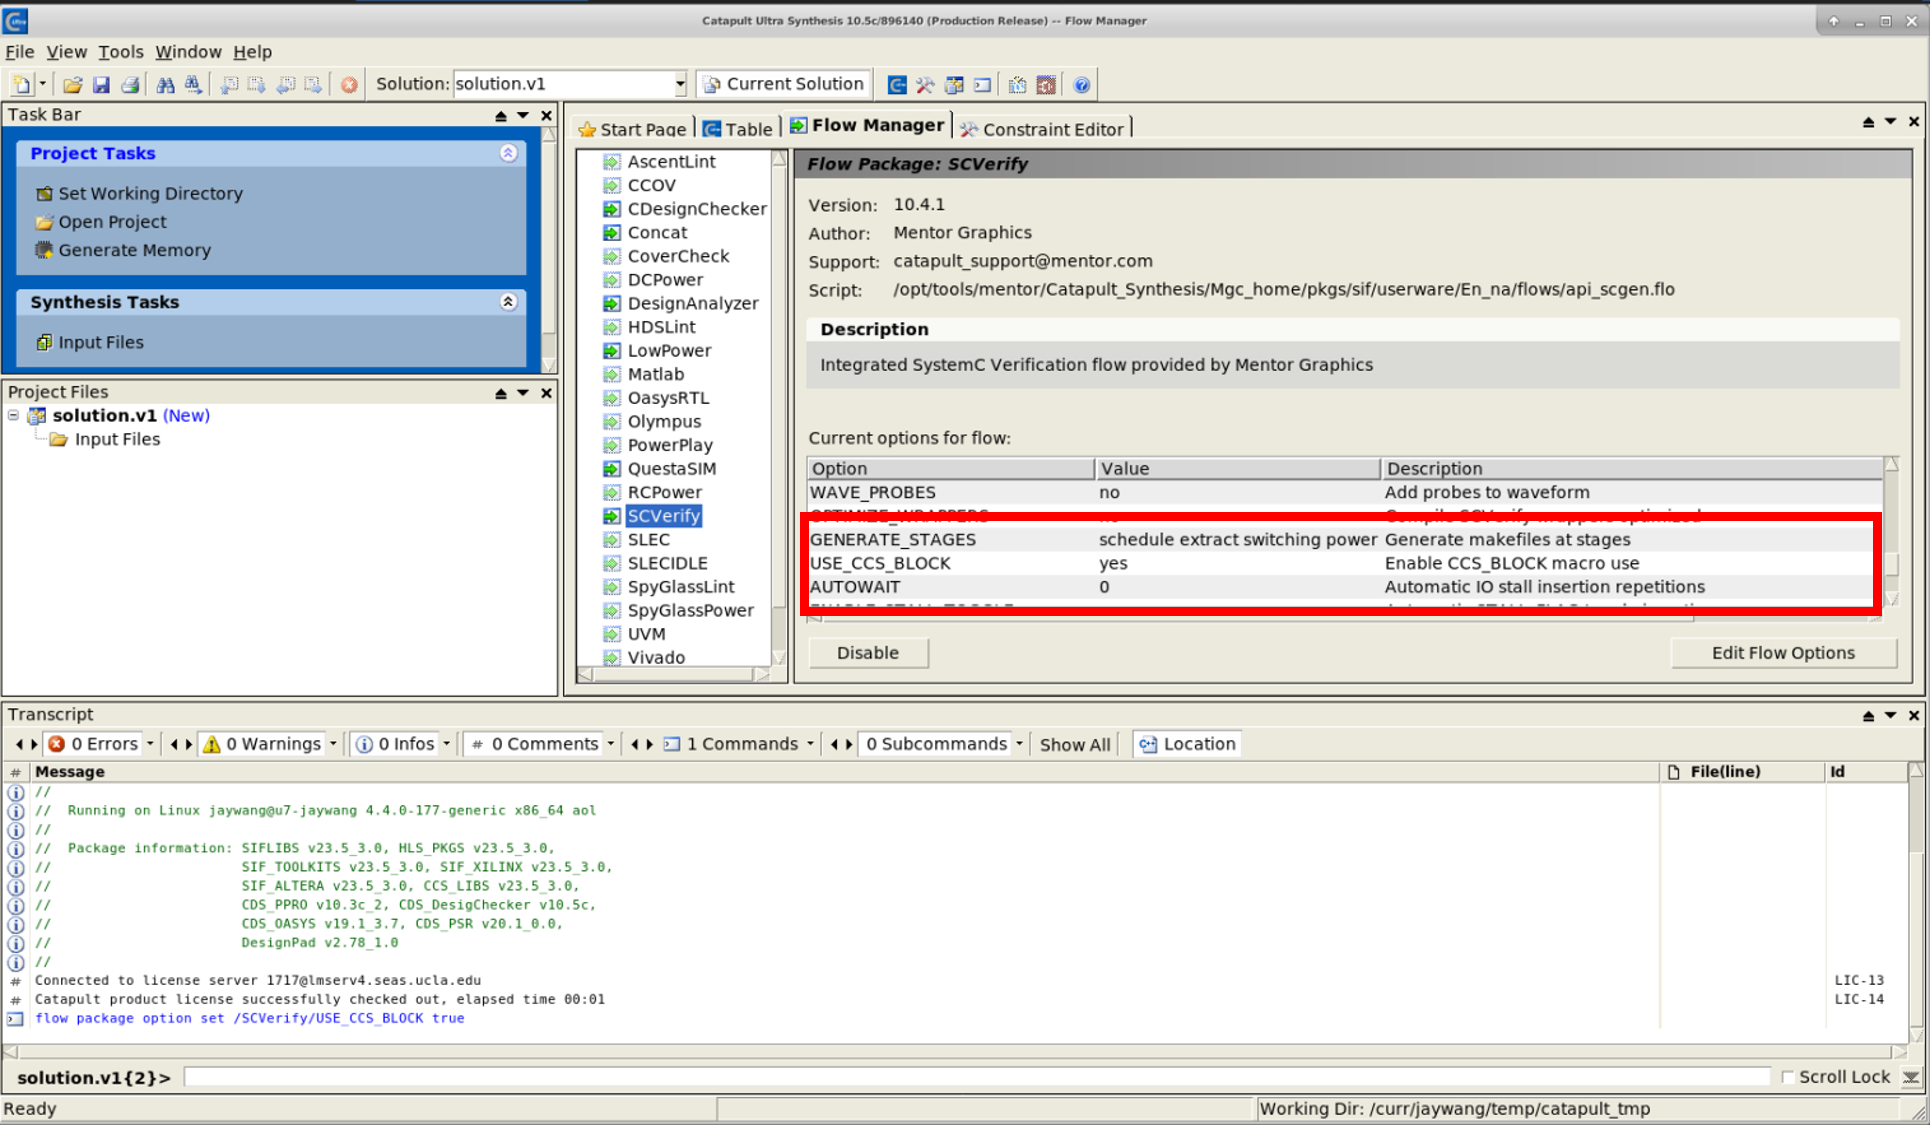 Catapult Ultra Synthesis 10.5c/896140 (Production Release) -- Flow Manager
File View Tools Window Help
Solution: solution.v1 Current Solution
Task Bar
Project Tasks
Set Working Directory
Open Project
Generate Memory
Synthesis Tasks
Input Files
Project Files
solution.v1 (New)
Input Files
Start Page Table Flow Manager Constraint Editor
AscentLint
CCOV
CDesignChecker
Concat
CoverCheck
DCPower
DesignAnalyzer
HDSLint
LowPower
Matlab
OasysRTL
Olympus
PowerPlay
QuestaSIM
RCPower
SCVerify
SLEC
SLECIDLE
SpyGlassLint
SpyGlassPower
UVM
Vivado
Flow Package: SCVerify
Version: 10.4.1
Author: Mentor Graphics
Support: catapult_support@mentor.com
Script: /opt/tools/mentor/Catapult_Synthesis/Mgc_home/pkgs/sif/userware/En_na/flows/api_scgen.flo
Description
Integrated SystemC Verification flow provided by Mentor Graphics
Current options for flow:
Option Value Description
WAVE_PROBES no Add probes to waveform
OPTIMIZE_WRAPPERS no Compile SCVerify wrappers optimized
GENERATE_STAGES schedule extract switching power Generate makefiles at stages
USE_CCS_BLOCK yes Enable CCS_BLOCK macro use
AUTOWAIT 0 Automatic IO stall insertion repetitions
Disable Edit Flow Options
Transcript
0 Errors 0 Warnings 0 Infos # 0 Comments 1 Commands 0 Subcommands Show All Location
# Message File(line) Id
//
// Running on Linux jaywang@u7-jaywang 4.4.0-177-generic x86_64 aol
//
// Package information: SIFLIBS v23.5_3.0, HLS_PKGS v23.5_3.0,
// SIF_TOOLKITS v23.5_3.0, SIF_XILINX v23.5_3.0,
// SIF_ALTERA v23.5_3.0, CCS_LIBS v23.5_3.0,
// CDS_PPRO v10.3c_2, CDS_DesigChecker v10.5c,
// CDS_OASYS v19.1_3.7, CDS_PSR v20.1_0.0,
// DesignPad v2.78_1.0
//
# Connected to license server 1717@lmserv4.seas.ucla.edu LIC-13
# Catapult product license successfully checked out, elapsed time 00:01 LIC-14
flow package option set /SCVerify/USE_CCS_BLOCK true
solution.v1{2}> Scroll Lock
Ready Working Dir: /curr/jaywang/temp/catapult_tmp